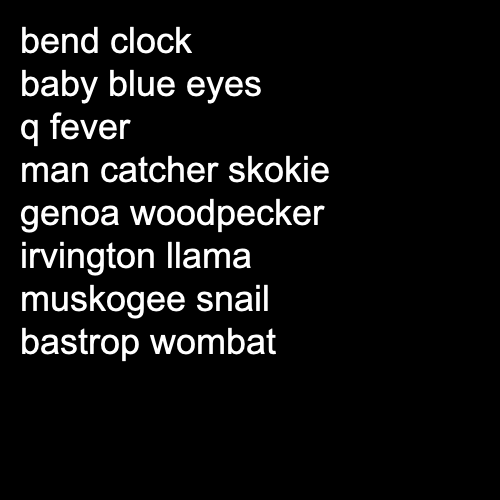 bend clock
baby blue eyes
q fever
man catcher skokie
genoa woodpecker
irvington llama
muskogee snail
bastrop wombat